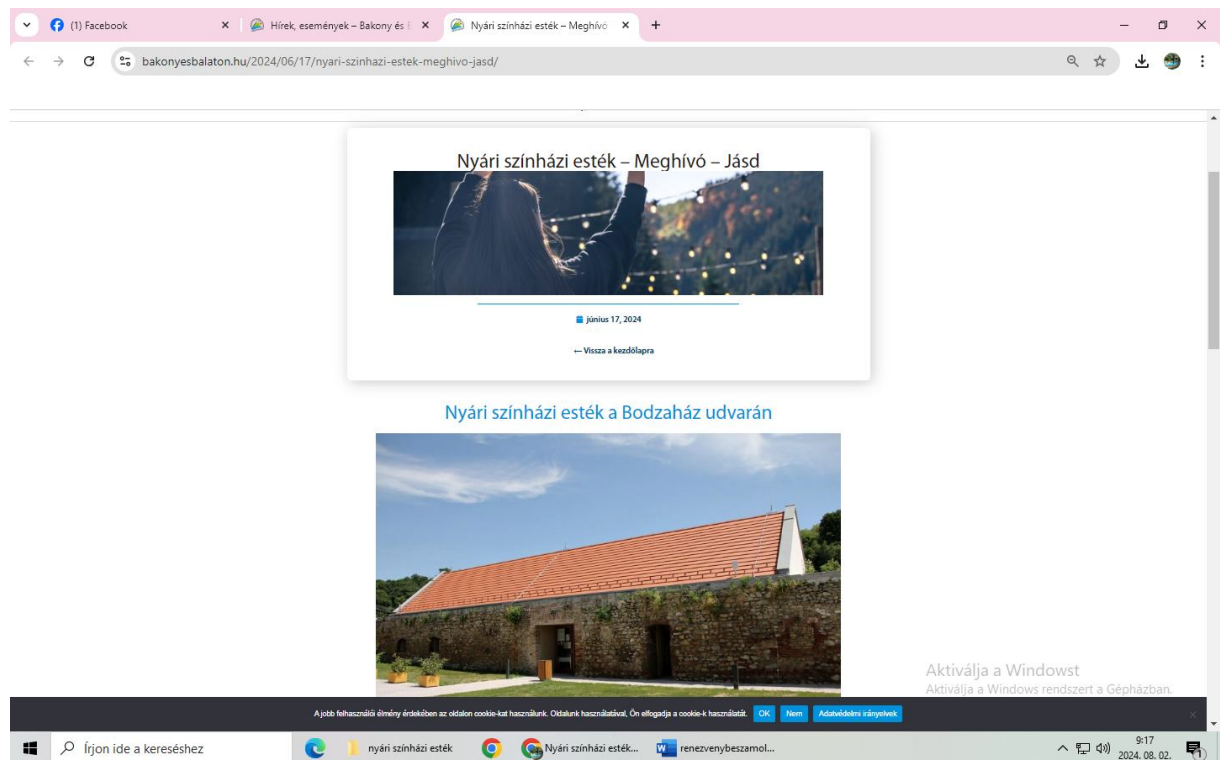 (1) Facebook
Hírek, események – Bakony és B
Nyári színházi esték – Meghívó
bakonyesbalaton.hu/2024/06/17/nyari-szinhazi-estek-meghivo-jasd/
Nyári színházi esték – Meghívó – Jásd
június 17, 2024
← Vissza a kezdőlapra
Nyári színházi esték a Bodzaház udvarán
Aktiválja a Windowst
Aktiválja a Windows rendszert a Gépházban.
A jobb felhasználói élmény érdekében az oldalon cookie-kat használunk. Oldalunk használatával, Ön elfogadja a cookie-k használatát. OK Nem Adatvédelmi irányelvek
Írjon ide a kereséshez
nyári színházi esték
Nyári színházi esték...
renezvenybeszamol...
9:17
2024. 08. 02.
1